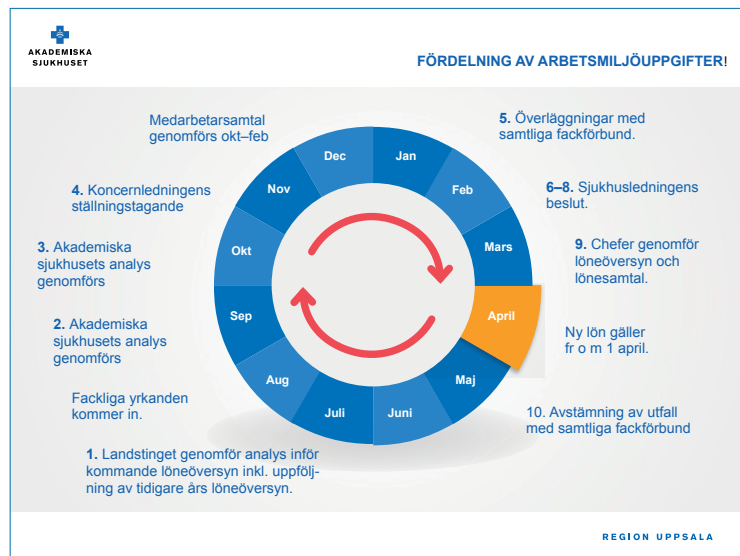 AKADEMISKA
SJUKHUSET
FÖRDELNING AV ARBETSMILJÖUPPGIFTER!
Medarbetarsamtal
genomförs okt–feb
4. Koncernledningens
ställningstagande
3. Akademiska
sjukhusets analys
genomförs
2. Akademiska
sjukhusets analys
genomförs
Fackliga yrkanden
kommer in.
1. Landstinget genomför analys inför
kommande löneöversyn inkl. uppfölj-
ning av tidigare års löneöversyn.
Jan
Feb
Mars
April
Maj
Juni
Juli
Aug
Sep
Okt
Nov
Dec
5. Överläggningar med
samtliga fackförbund.
6–8. Sjukhusledningens
beslut.
9. Chefer genomför
löneöversyn och
lönesamtal.
Ny lön gäller
fr o m 1 april.
10. Avstämning av utfall
med samtliga fackförbund
REGION UPPSALA